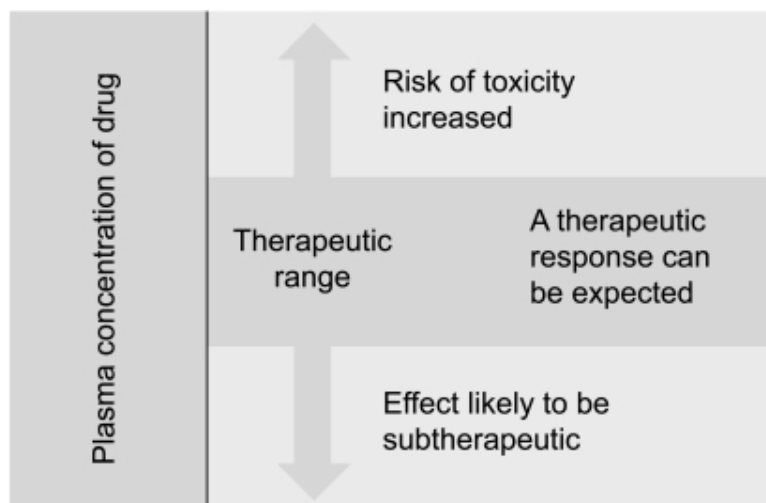 Plasma concentration of drug
Risk of toxicity
increased
Therapeutic
range
A therapeutic
response can
be expected
Effect likely to be
subtherapeutic